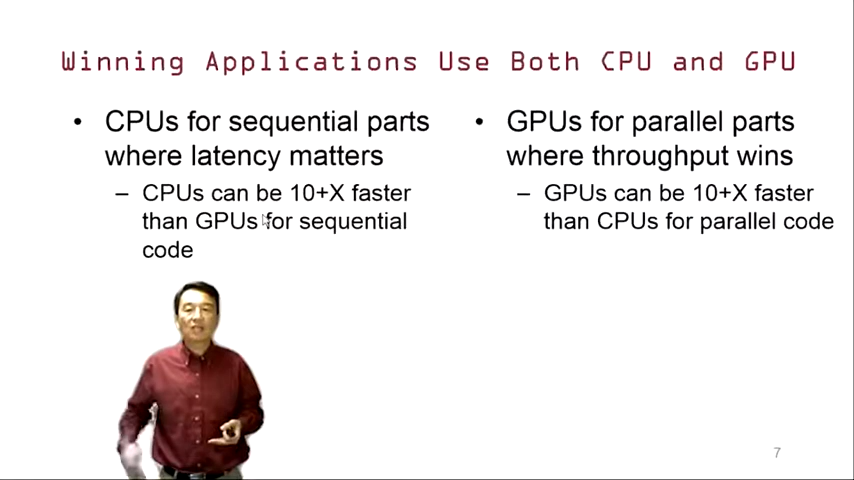 Winning Applications Use Both CPU and GPU
• CPUs for sequential parts
where latency matters
– CPUs can be 10+X faster
than GPUs for sequential
code
• GPUs for parallel parts
where throughput wins
– GPUs can be 10+X faster
than CPUs for parallel code
7